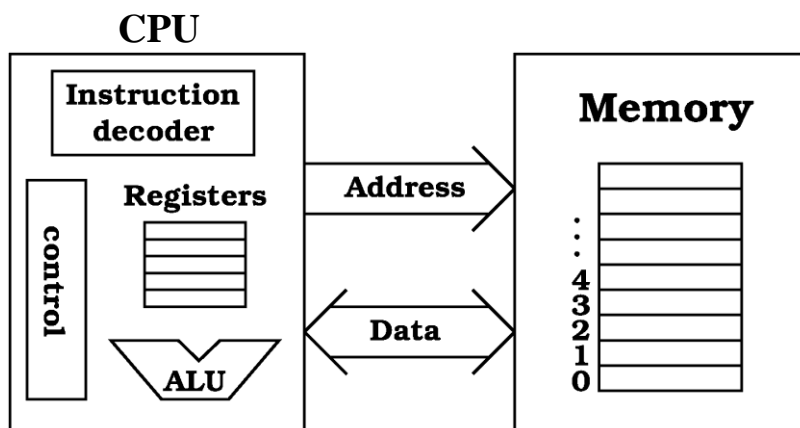 CPU
Instruction
decoder
control
Registers
ALU
Address
Data
Memory
.
.
.
4
3
2
1
0